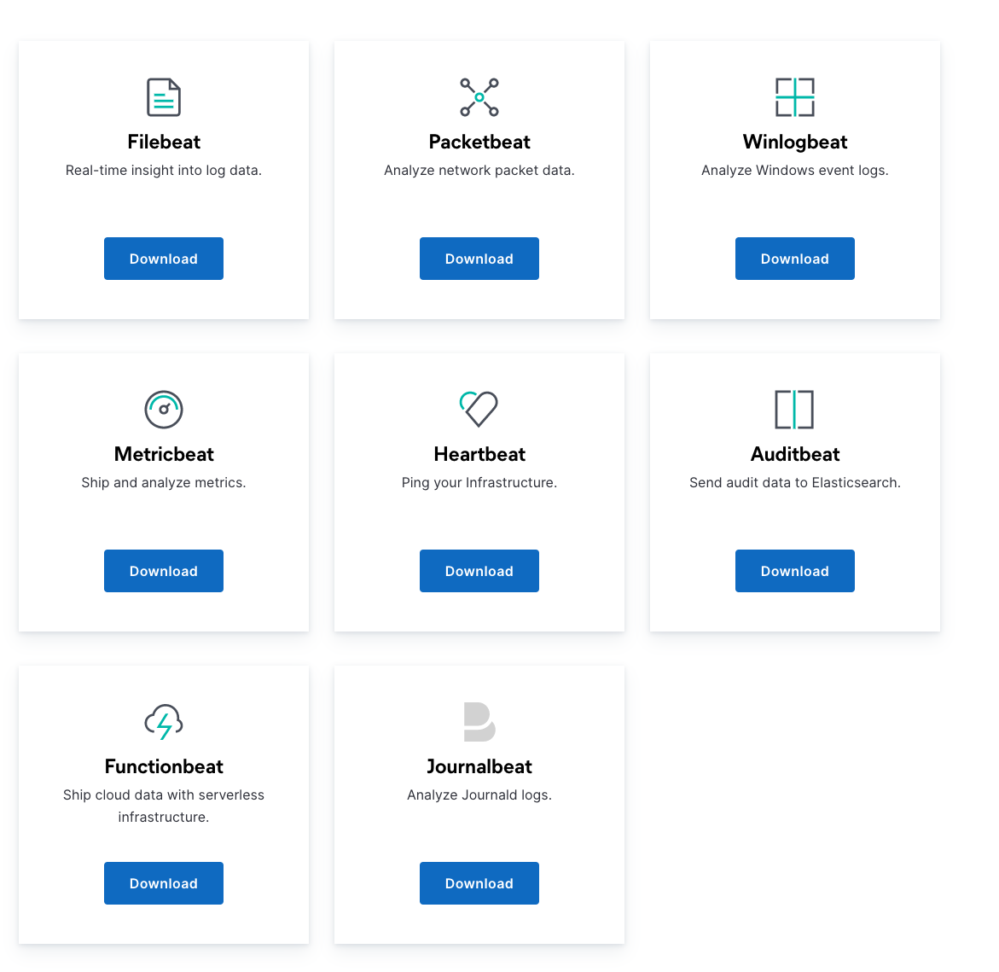 Filebeat
Real-time insight into log data.
Download
Packetbeat
Analyze network packet data.
Download
Winlogbeat
Analyze Windows event logs.
Download
Metricbeat
Ship and analyze metrics.
Download
Heartbeat
Ping your Infrastructure.
Download
Auditbeat
Send audit data to Elasticsearch.
Download
Functionbeat
Ship cloud data with serverless
infrastructure.
Download
Journalbeat
Analyze Journald logs.
Download